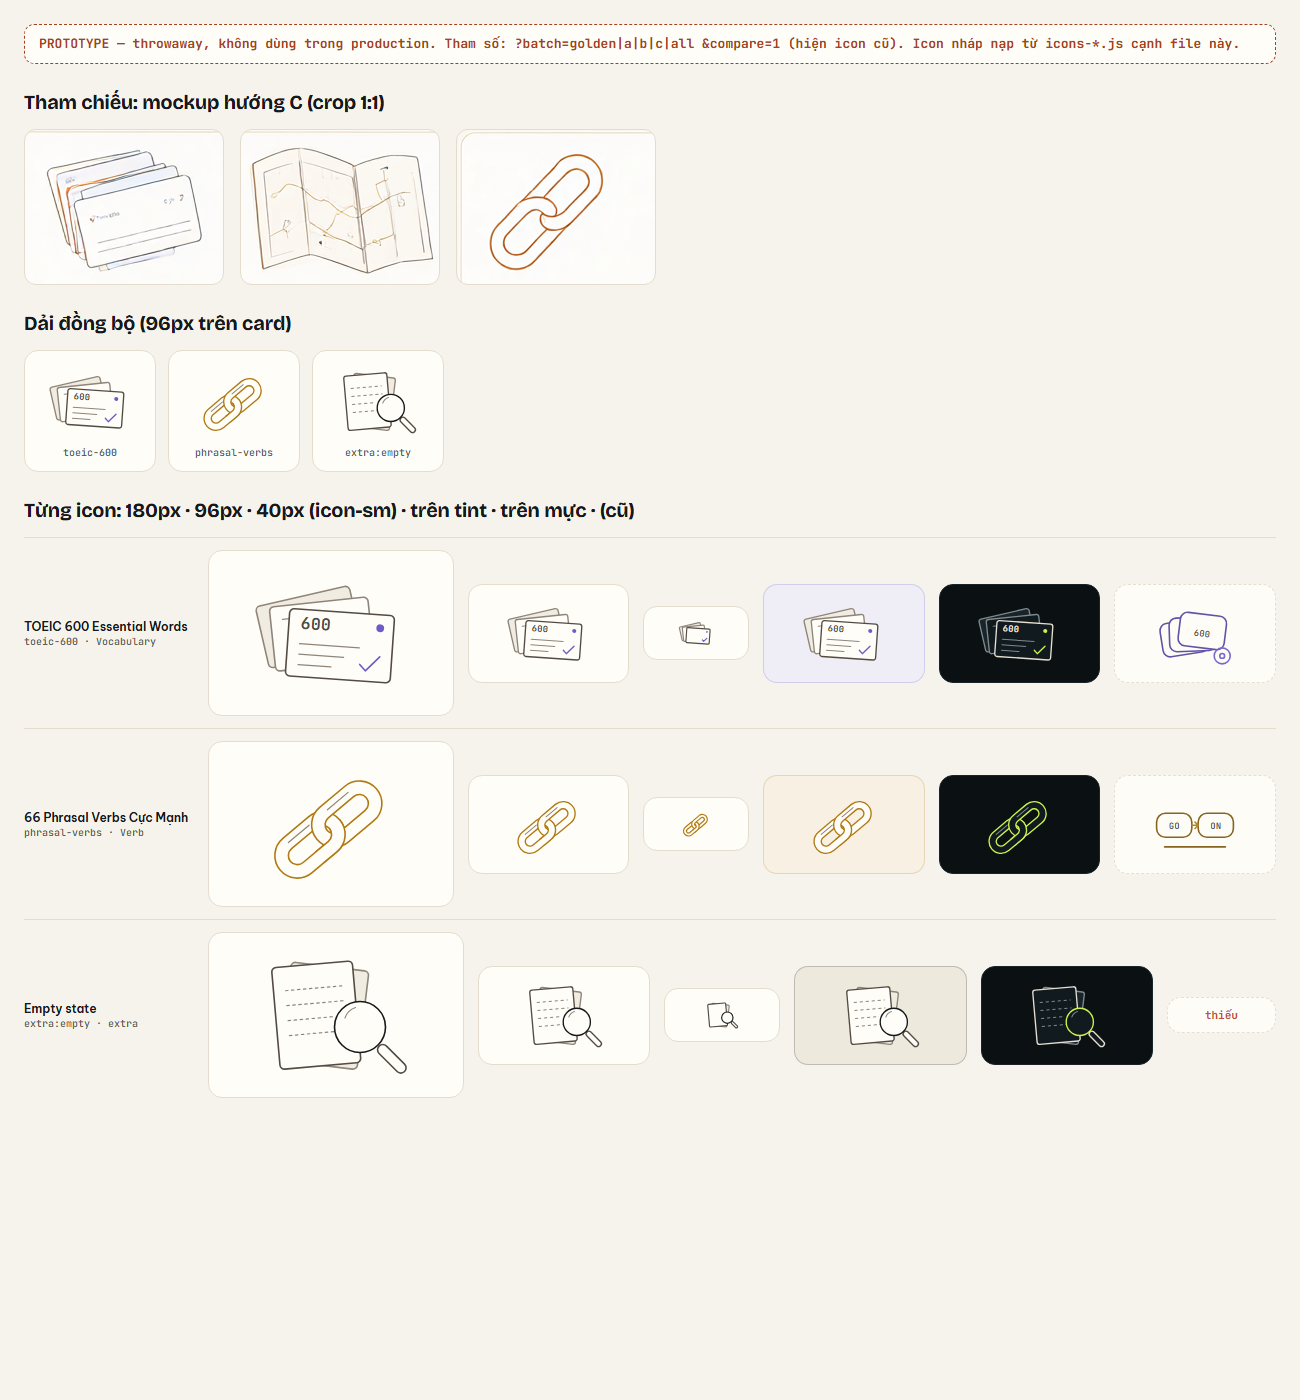 PROTOTYPE — throwaway, không dùng trong production. Tham số: ?batch=golden|a|b|c|all &compare=1 (hiện icon cũ). Icon nháp nạp từ icons-*.js cạnh file này.
Tham chiếu: mockup hướng C (crop 1:1)
Dải đồng bộ (96px trên card)
600
toeic-600
phrasal-verbs
extra:empty
Từng icon: 180px · 96px · 40px (icon-sm) · trên tint · trên mực · (cũ)
TOEIC 600 Essential Words
toeic-600 · Vocabulary
600
600
600
600
600
66 Phrasal Verbs Cực Mạnh
phrasal-verbs · Verb
GO
ON
Empty state
extra:empty · extra
thiếu